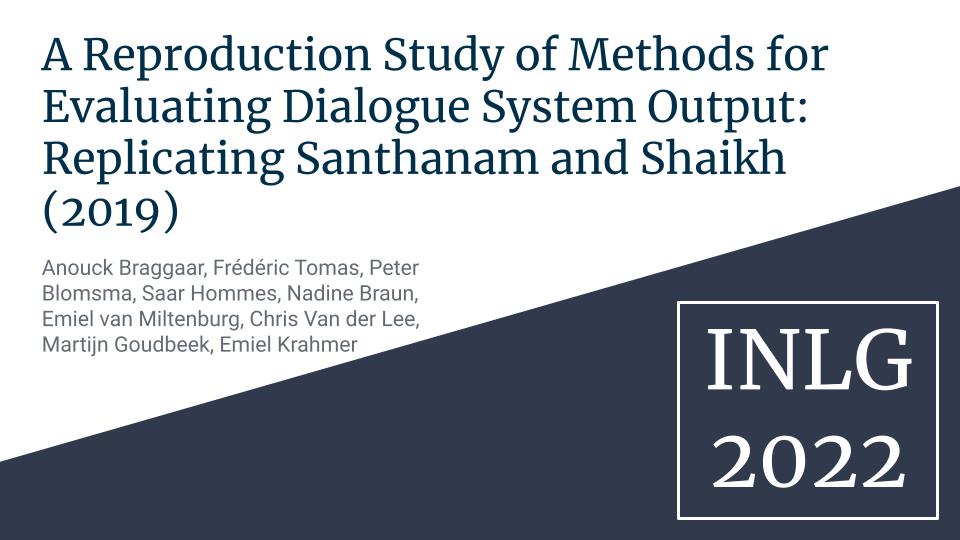 A Reproduction Study of Methods for
Evaluating Dialogue System Output:
Replicating Santhanam and Shaikh
(2019)
Anouck Braggaar, Frédéric Tomas, Peter
Blomsma, Saar Hommes, Nadine Braun,
Emiel van Miltenburg, Chris Van der Lee,
Martijn Goudbeek, Emiel Krahmer
INLG
2022